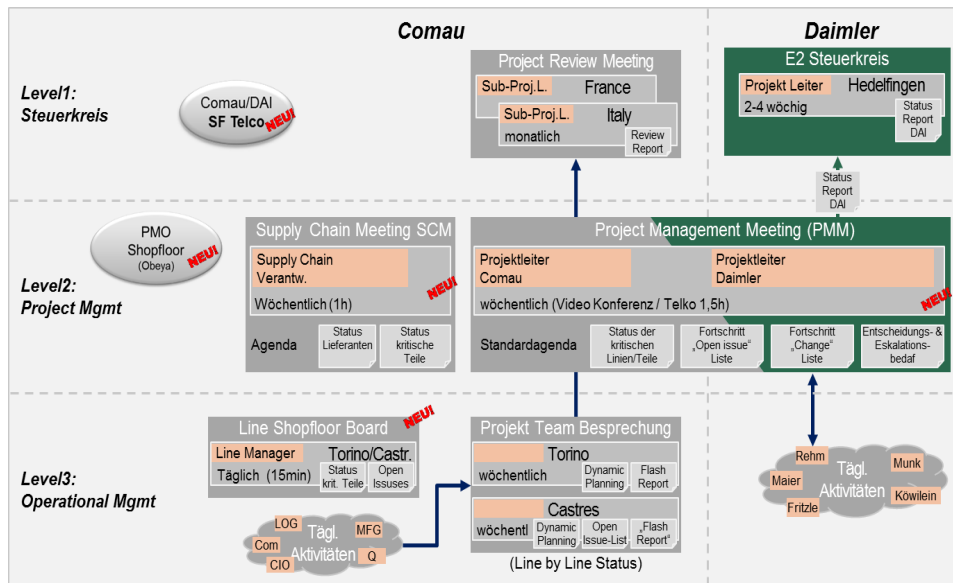 Comau
Daimler
Level1:
Steuerkreis
Comau/DAI
SF Telco
NEU!
Project Review Meeting
Sub-Proj.L.
France
Sub-Proj.L.
Italy
monatlich
Review
Report
E2 Steuerkreis
Projekt Leiter
Hedelfingen
2-4 wöchig
Status
Report
DAI
Status
Report
DAI
Level2:
Project Mgmt
PMO
Shopfloor
(Obeya)
NEU!
Supply Chain Meeting SCM
Supply Chain
Verantw.
Wöchentlich (1h)
NEU!
Agenda
Status
Lieferanten
Status
kritische
Teile
Project Management Meeting (PMM)
Projektleiter
Comau
Projektleiter
Daimler
wöchentlich (Video Konferenz / Telko 1,5h)
NEU!
Standardagenda
Status der
kritischen
Linien/Teile
Fortschritt
„Open issue“
Liste
Fortschritt
„Change“
Liste
Entscheidungs- &
Eskalations-
bedaf
Level3:
Operational Mgmt
NEU!
Line Shopfloor Board
Line Manager
Torino/Castr.
Täglich (15min)
Status
krit. Teile
Open
Issuses
LOG
MFG
Com
CIO
Q
Tägl.
Aktivitäten
Projekt Team Besprechung
Torino
wöchentlich
Dynamic
Planning
Flash
Report
Castres
wöchentl
Dynamic
Planning
Open
Issue-List
„Flash
Report“
(Line by Line Status)
Rehm
Munk
Maier
Köwilein
Fritzle
Tägl.
Aktivitäten